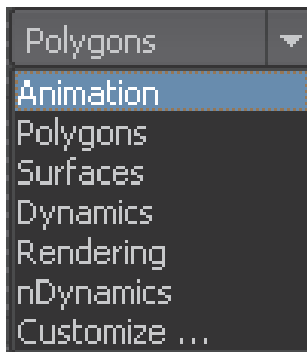 Polygons
Animation
Polygons
Surfaces
Dynamics
Rendering
nDynamics
Customize ...